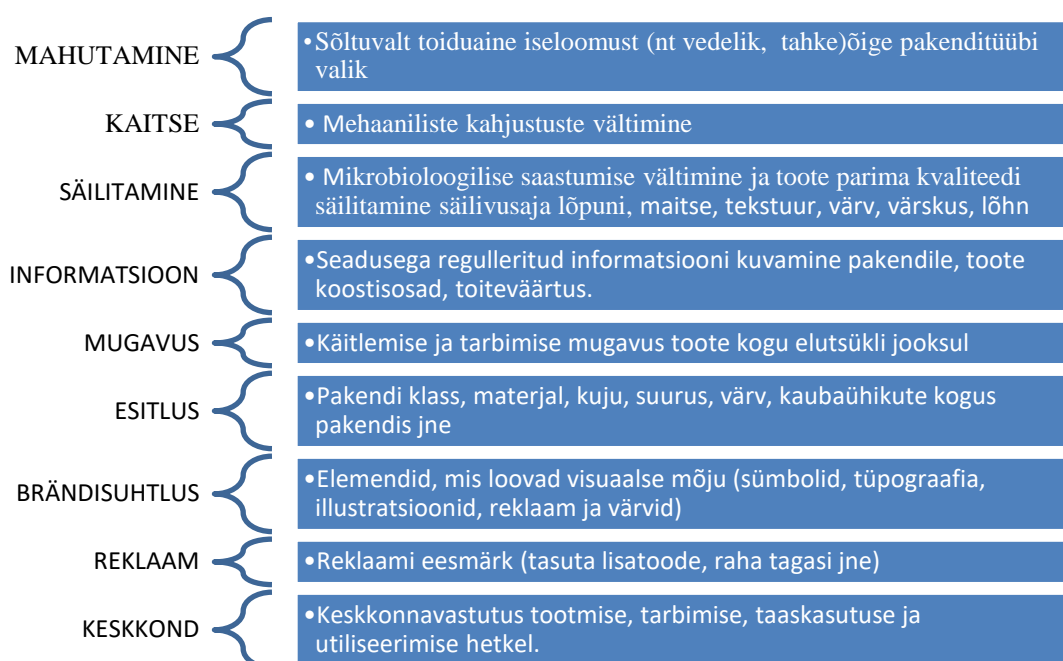 MAHUTAMINE
•Sõltuvalt toiduaine iseloomust (nt vedelik, tahke)õige pakenditüübi
valik
KAITSE
• Mehaaniliste kahjustuste vältimine
SÄILITAMINE
• Mikrobioloogilise saastumise vältimine ja toote parima kvaliteedi
säilitamine säilivusaja lõpuni, maitse, tekstuur, värv, värskus, lõhn
INFORMATSIOON
•Seadusega regulleritud informatsiooni kuvamine pakendile, toote
koostisosad, toiteväärtus.
MUGAVUS
•Käitlemise ja tarbimise mugavus toote kogu elutsükli jooksul
ESITLUS
•Pakendi klass, materjal, kuju, suurus, värv, kaubaühikute kogus
pakendis jne
BRÄNDISUHTLUS
•Elemendid, mis loovad visuaalse mõju (sümbolid, tüpograafia,
illustratsioonid, reklaam ja värvid)
REKLAAM
•Reklaami eesmärk (tasuta lisatoode, raha tagasi jne)
KESKKOND
•Keskkonnavastutus tootmise, tarbimise, taaskasutuse ja
utiliseerimise hetkel.